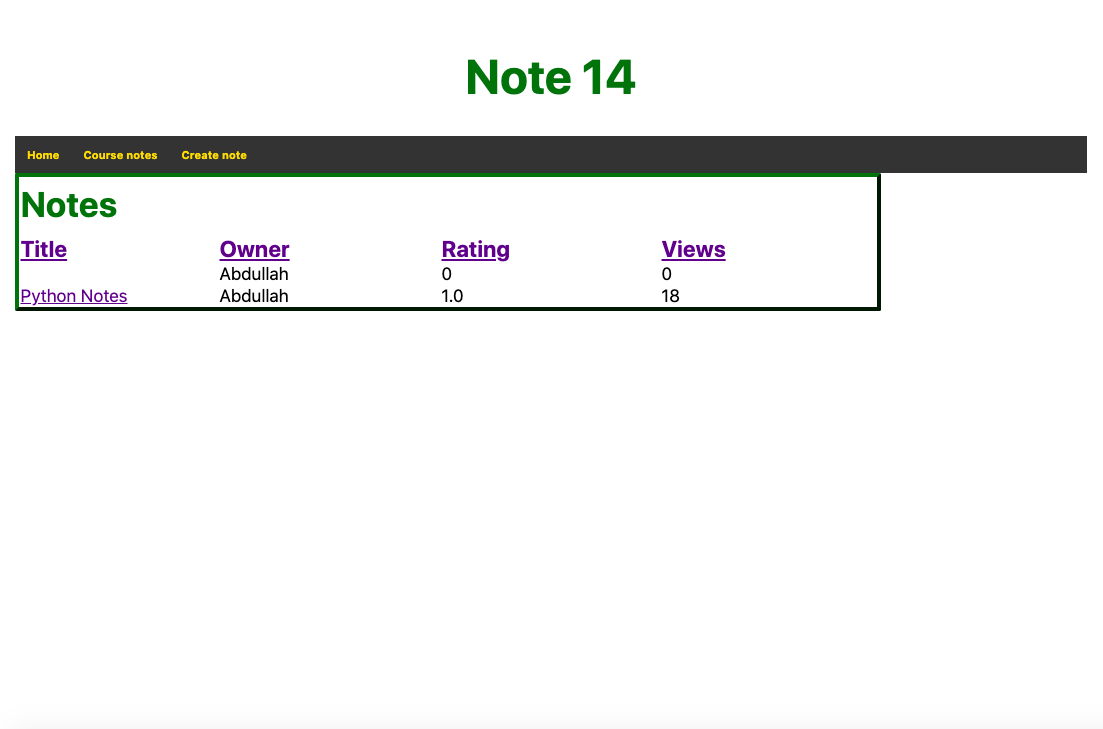 Note 14
Home Course notes Create note
Notes
Title Owner Rating Views
Abdullah 0 0
Python Notes Abdullah 1.0 18